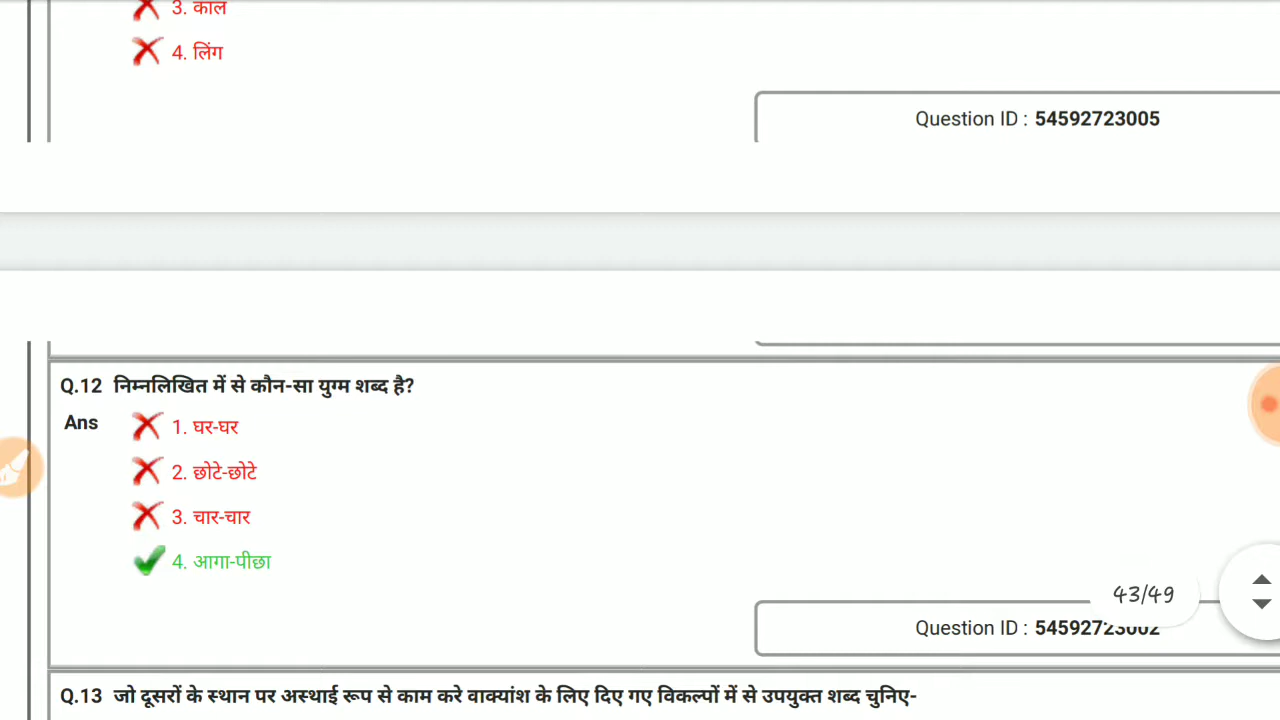 3. काल
4. लिंग
Question ID : 54592723005
Q.12 निम्नलिखित में से कौन-सा युग्म शब्द है?
Ans
1. घर-घर
2. छोटे-छोटे
3. चार-चार
4. आगा-पीछा
43/49
Question ID : 54592723002
Q.13 जो दूसरों के स्थान पर अस्थाई रूप से काम करे वाक्यांश के लिए दिए गए विकल्पों में से उपयुक्त शब्द चुनिए-